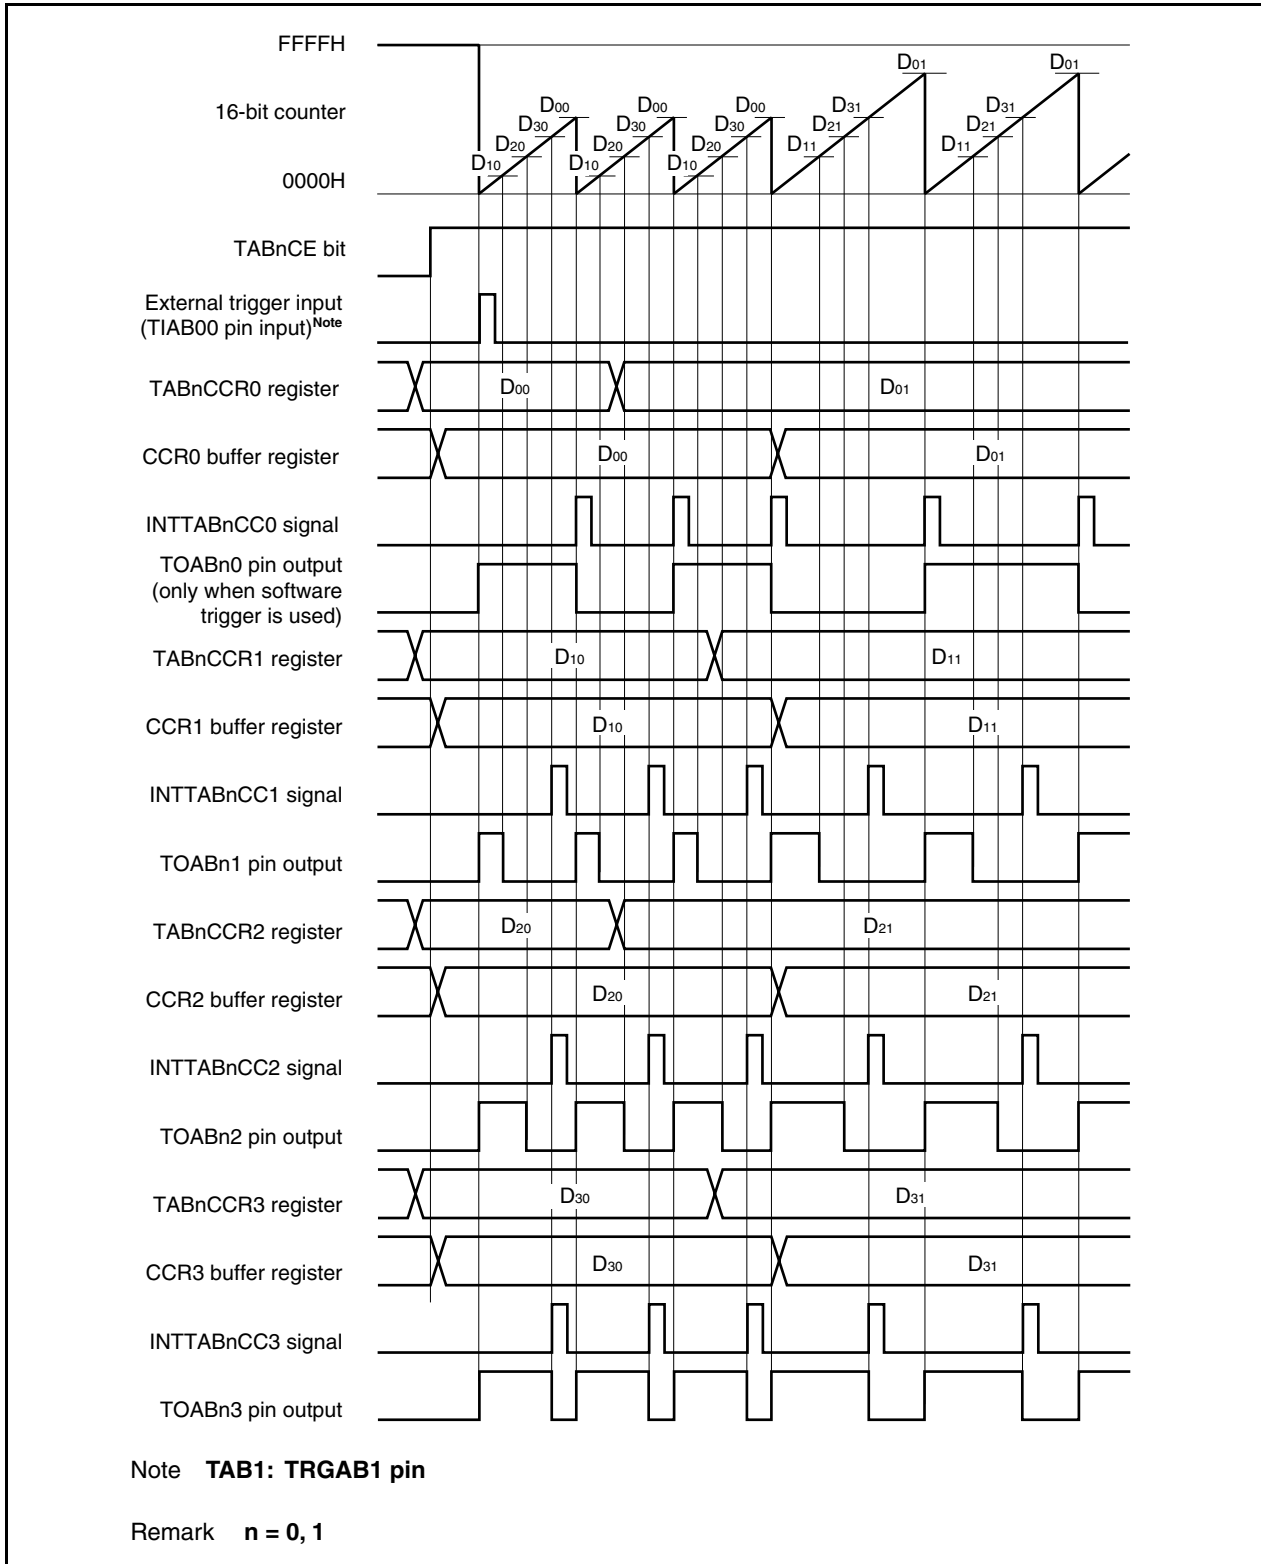 FFFFH
D01 D01
16-bit counter
D00 D00 D00 D31 D31
D30 D30 D30 D21 D21
D20 D20 D20 D11 D11
D10 D10 D10
0000H
TABnCE bit
External trigger input
(TIAB00 pin input)Note
TABnCCR0 register D00 D01
CCR0 buffer register D00 D01
INTTABnCC0 signal
TOABn0 pin output
(only when software
trigger is used)
TABnCCR1 register D10 D11
CCR1 buffer register D10 D11
INTTABnCC1 signal
TOABn1 pin output
TABnCCR2 register D20 D21
CCR2 buffer register D20 D21
INTTABnCC2 signal
TOABn2 pin output
TABnCCR3 register D30 D31
CCR3 buffer register D30 D31
INTTABnCC3 signal
TOABn3 pin output
Note TAB1: TRGAB1 pin
Remark n = 0, 1